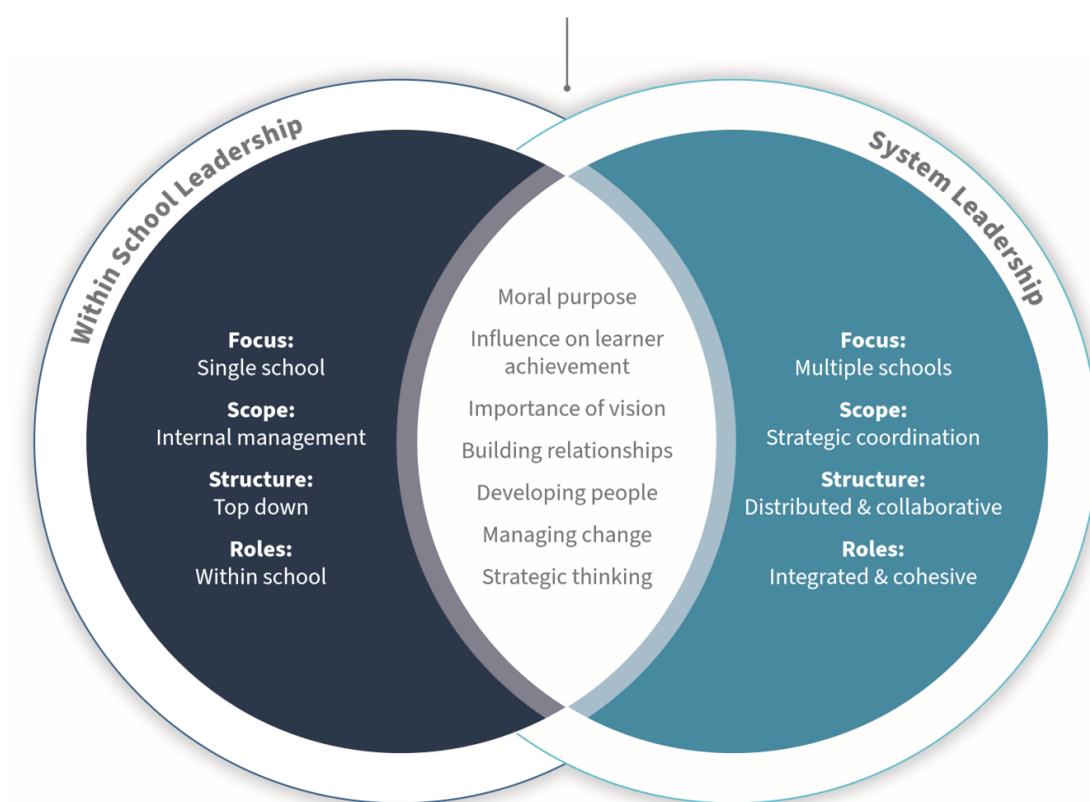 Within School Leadership
System Leadership
Focus:
Single school
Scope:
Internal management
Structure:
Top down
Roles:
Within school
Moral purpose
Influence on learner
achievement
Importance of vision
Building relationships
Developing people
Managing change
Strategic thinking
Focus:
Multiple schools
Scope:
Strategic coordination
Structure:
Distributed & collaborative
Roles:
Integrated & cohesive